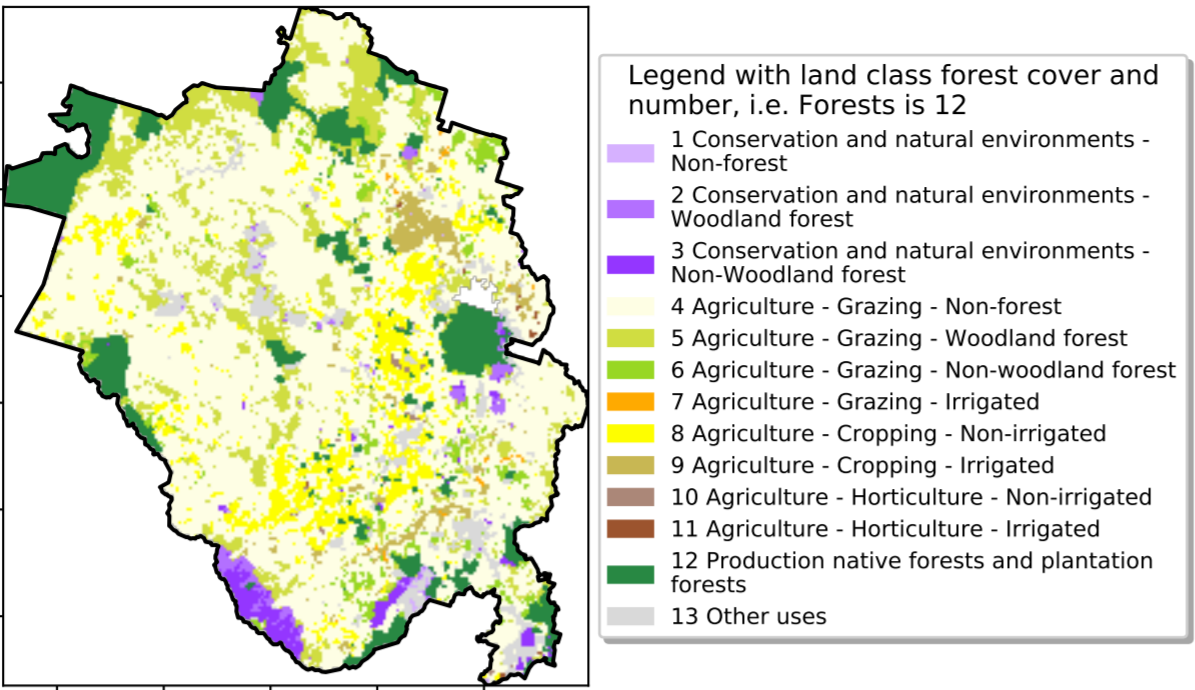 Legend with land class forest cover and
number, i.e. Forests is 12
1 Conservation and natural environments -
Non-forest
2 Conservation and natural environments -
Woodland forest
3 Conservation and natural environments -
Non-Woodland forest
4 Agriculture - Grazing - Non-forest
5 Agriculture - Grazing - Woodland forest
6 Agriculture - Grazing - Non-woodland forest
7 Agriculture - Grazing - Irrigated
8 Agriculture - Cropping - Non-irrigated
9 Agriculture - Cropping - Irrigated
10 Agriculture - Horticulture - Non-irrigated
11 Agriculture - Horticulture - Irrigated
12 Production native forests and plantation
forests
13 Other uses